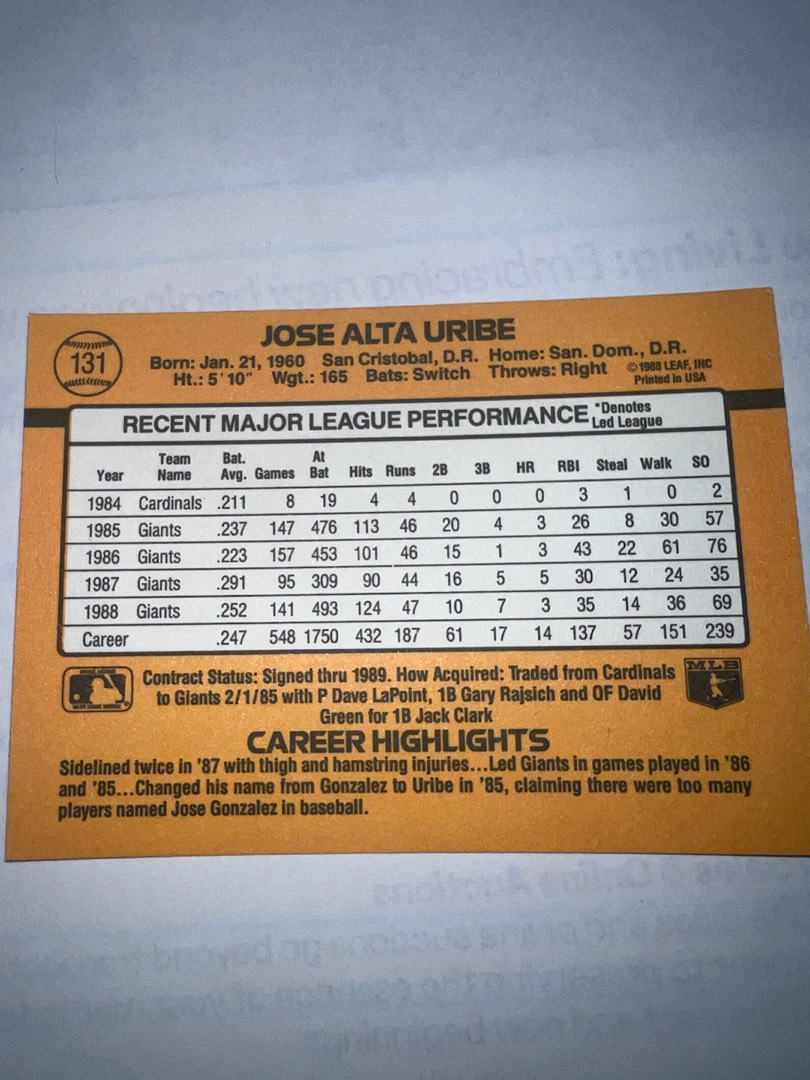 Living: Embracing new
131
JOSE ALTA URIBE
Born: Jan. 21, 1960 San Cristobal, D.R. Home: San. Dom., D.R.
Ht.: 5' 10" Wgt.: 165 Bats: Switch Throws: Right
©1988 LEAF, INC
Printed in USA
RECENT MAJOR LEAGUE PERFORMANCE
*Denotes
Led League
Year Team Name Bat. Avg. Games At Bat Hits Runs 2B 3B HR RBI Steal Walk SO
1984 Cardinals .211 8 19 4 4 0 0 0 3 1 0 2
1985 Giants .237 147 476 113 46 20 4 3 26 8 30 57
1986 Giants .223 157 453 101 46 15 1 3 43 22 61 76
1987 Giants .291 95 309 90 44 16 5 5 30 12 24 35
1988 Giants .252 141 493 124 47 10 7 3 35 14 36 69
Career .247 548 1750 432 187 61 17 14 137 57 151 239
Contract Status: Signed thru 1989. How Acquired: Traded from Cardinals
to Giants 2/1/85 with P Dave LaPoint, 1B Gary Rajsich and OF David
Green for 1B Jack Clark
MLB
CAREER HIGHLIGHTS
Sidelined twice in '87 with thigh and hamstring injuries...Led Giants in games played in '86
and '85...Changed his name from Gonzalez to Uribe in '85, claiming there were too many
players named Jose Gonzalez in baseball.
Online Auctions